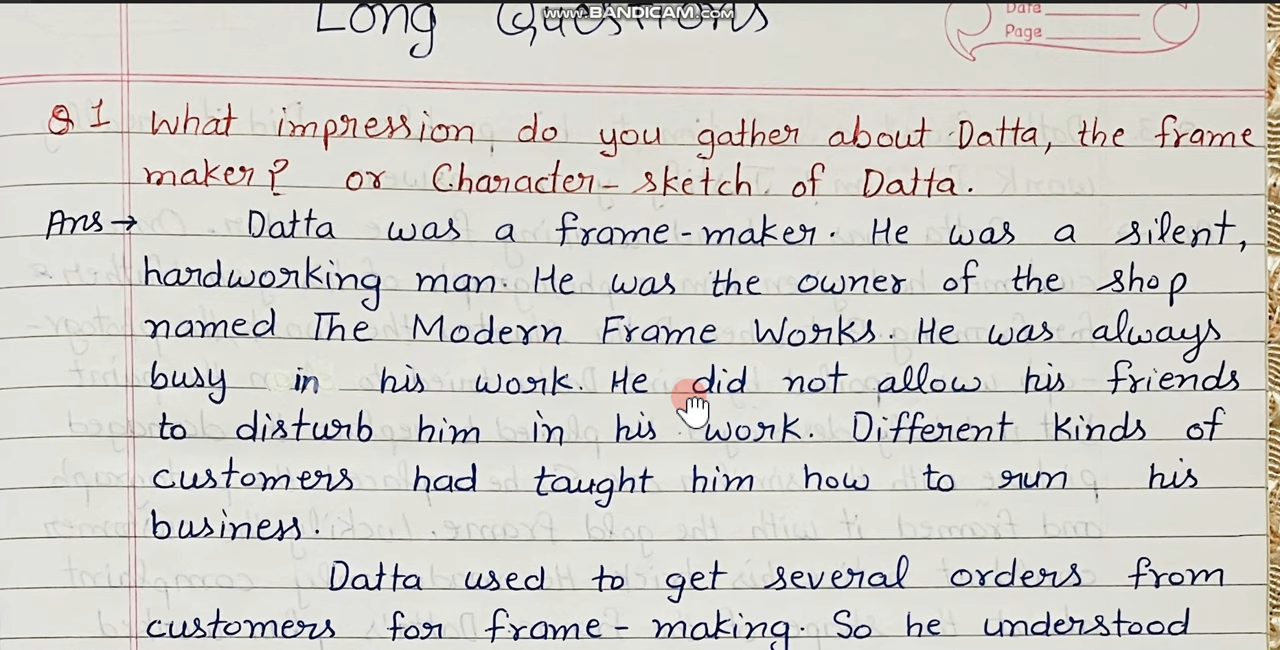 www.BANDICAM.com
Long Questions
Date
Page
Q 1 What impression do you gather about Datta, the frame
maker? or Character-sketch of Datta.
Ans → Datta was a frame-maker. He was a silent,
hardworking man. He was the owner of the shop
named The Modern Frame Works. He was always
busy in his work. He did not allow his friends
to disturb him in his work. Different kinds of
customers had taught him how to run his
business.
Datta used to get several orders from
customers for frame-making. So he understood